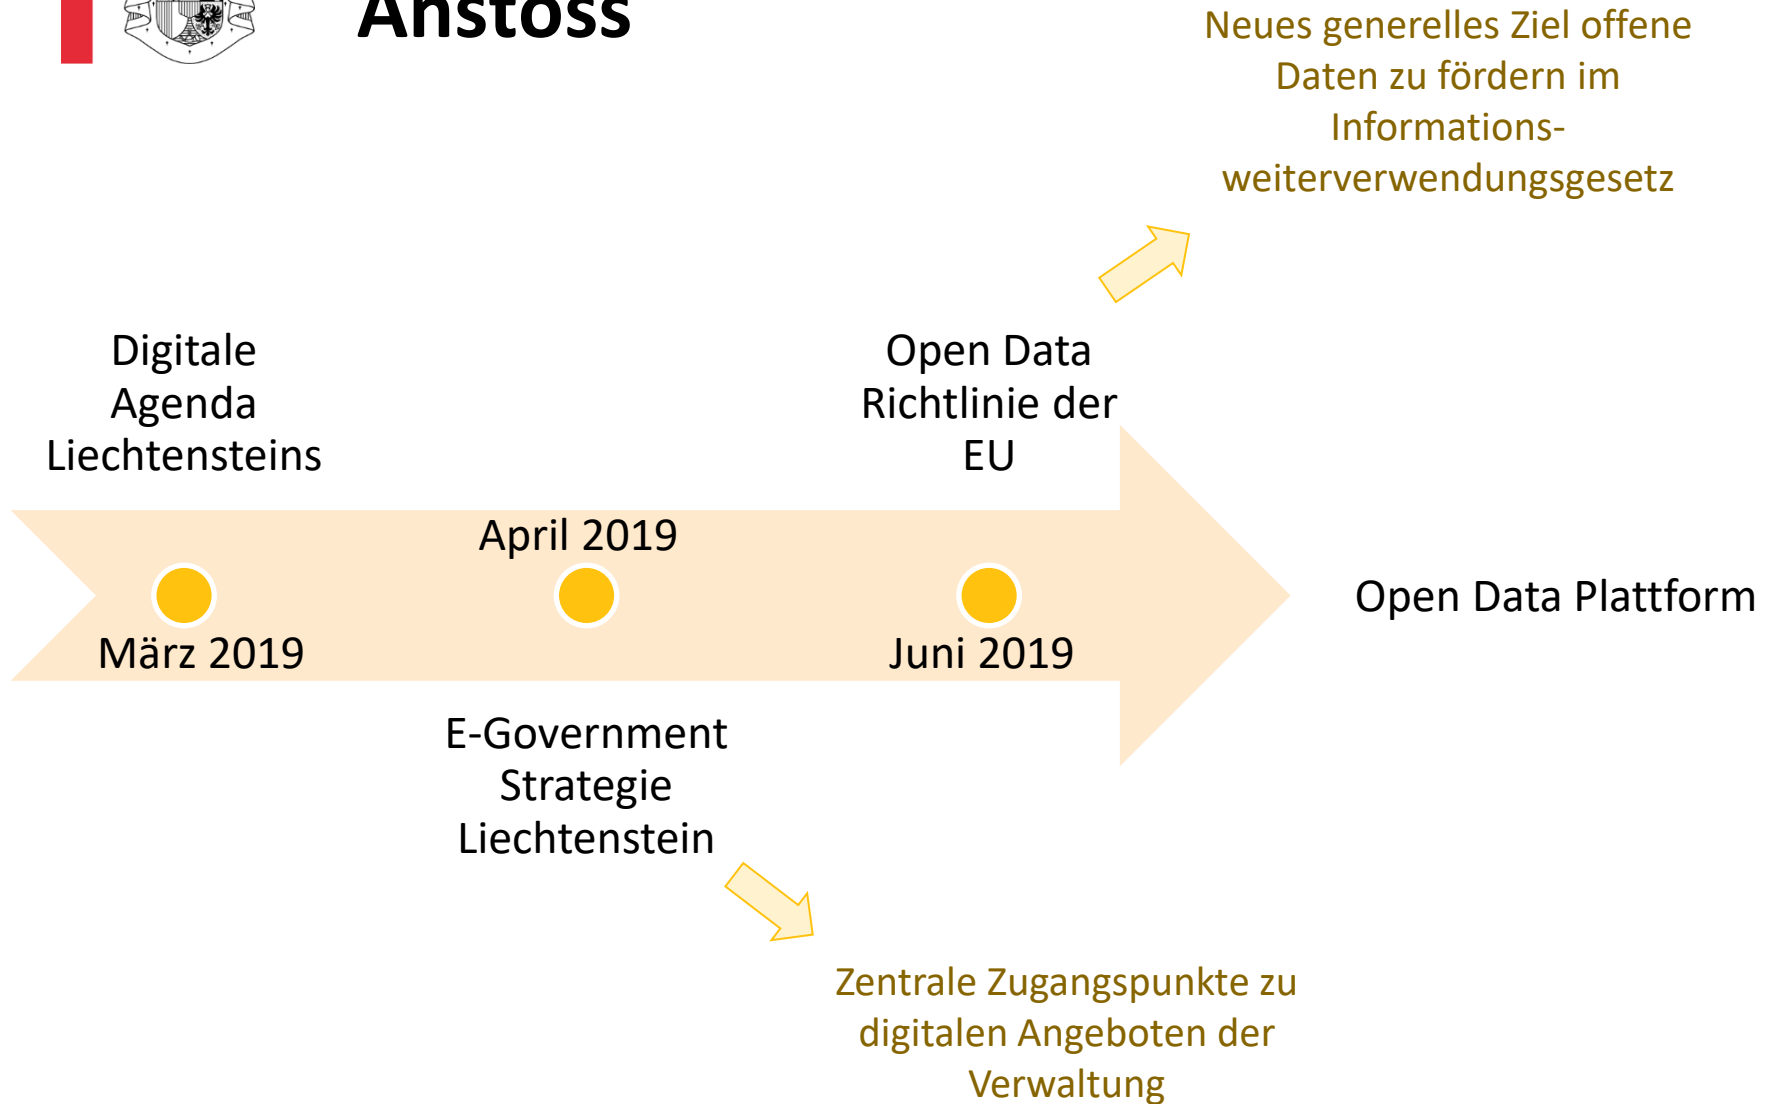 Anstoss
Neues generelles Ziel offene
Daten zu fördern im
Informations-
weiterverwendungsgesetz
Digitale
Agenda
Liechtensteins
Open Data
Richtlinie der
EU
April 2019
März 2019
Juni 2019
Open Data Plattform
E-Government
Strategie
Liechtenstein
Zentrale Zugangspunkte zu
digitalen Angeboten der
Verwaltung